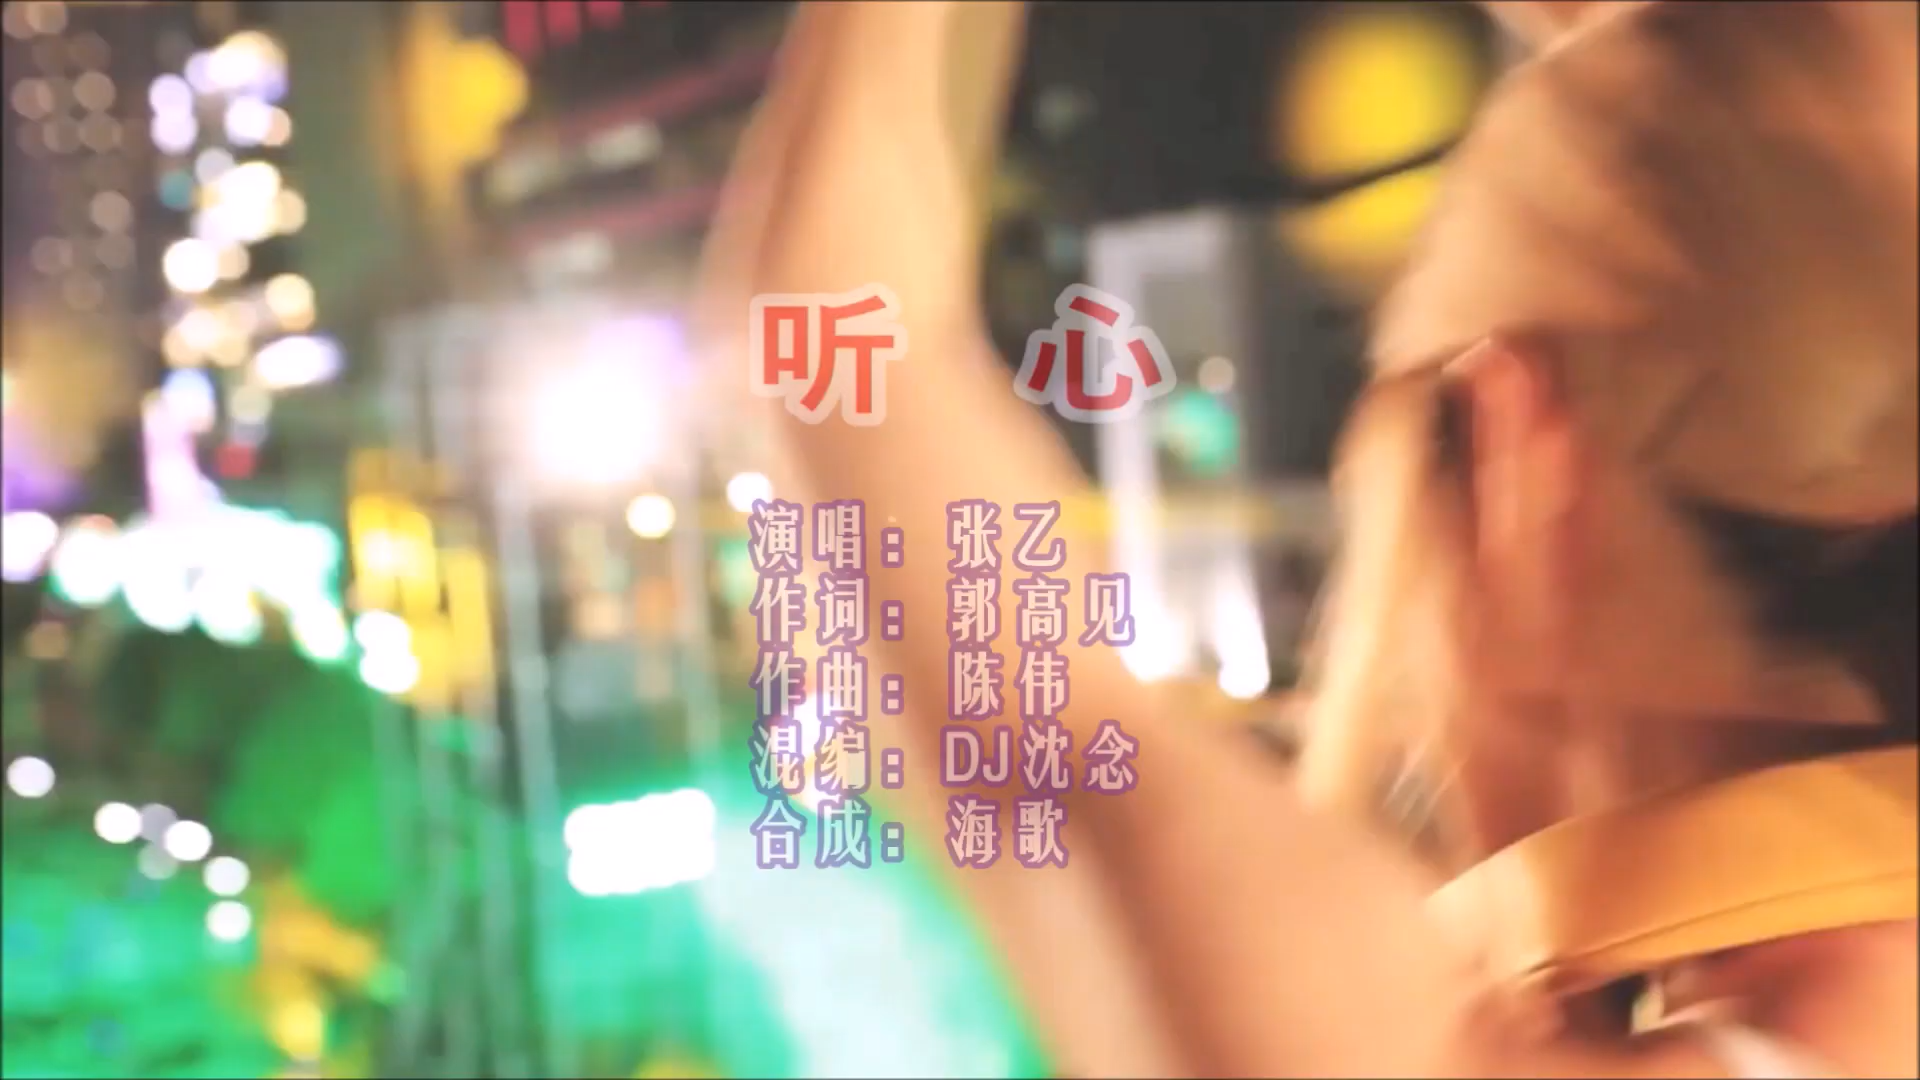 听 心
演唱： 张乙
作词： 郭高见
作曲： 陈伟
混编： DJ沈念
合成： 海歌